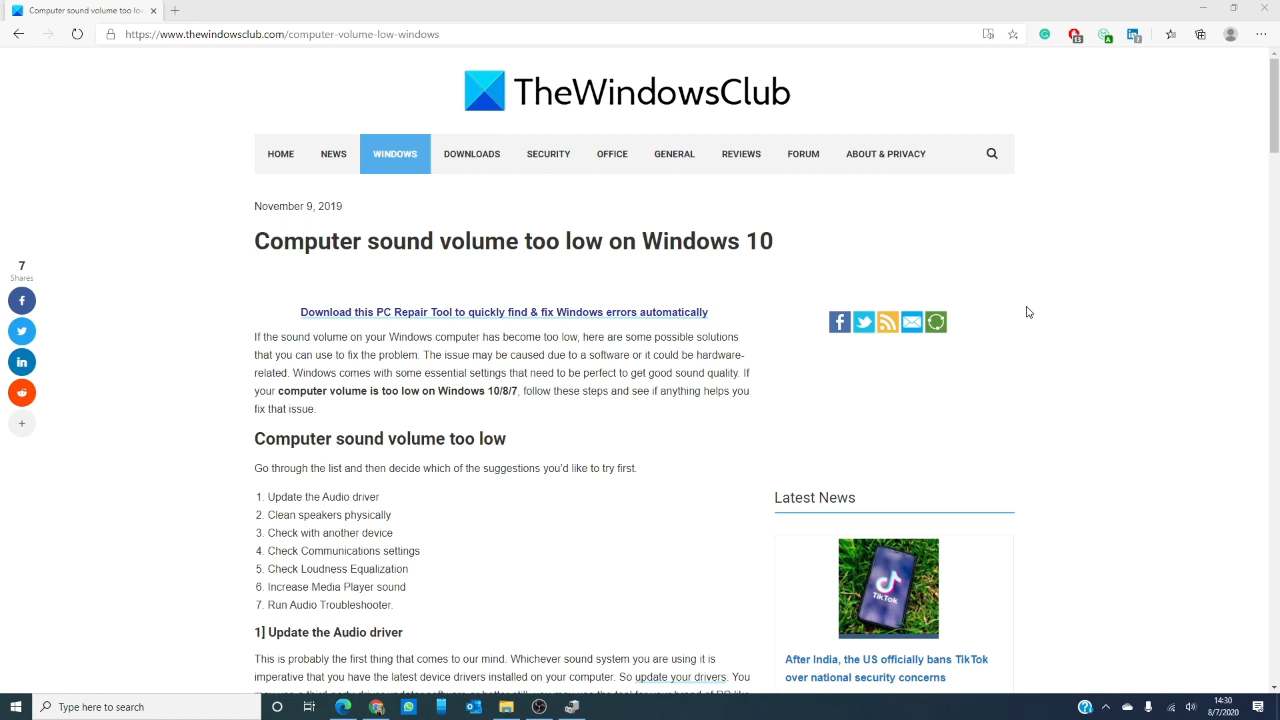 Computer sound volume too lo
https://www.thewindowsclub.com/computer-volume-low-windows
TheWindowsClub
HOME NEWS WINDOWS DOWNLOADS SECURITY OFFICE GENERAL REVIEWS FORUM ABOUT & PRIVACY
November 9, 2019
Computer sound volume too low on Windows 10
7
Shares
Download this PC Repair Tool to quickly find & fix Windows errors automatically
If the sound volume on your Windows computer has become too low, here are some possible solutions
that you can use to fix the problem. The issue may be caused due to a software or it could be hardware-
related. Windows comes with some essential settings that need to be perfect to get good sound quality. If
your computer volume is too low on Windows 10/8/7, follow these steps and see if anything helps you
fix that issue.
Computer sound volume too low
Go through the list and then decide which of the suggestions you'd like to try first.
1. Update the Audio driver
2. Clean speakers physically
3. Check with another device
4. Check Communications settings
5. Check Loudness Equalization
6. Increase Media Player sound
7. Run Audio Troubleshooter.
1] Update the Audio driver
This is probably the first thing that comes to our mind. Whichever sound system you are using it is
imperative that you have the latest device drivers installed on your computer. So update your drivers. You
Latest News
TikTok
After India, the US officially bans TikTok
over national security concerns
Type here to search
14:30
8/7/2020